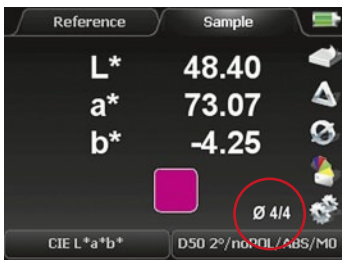 Reference Sample
L* 48.40
a* 73.07
b* -4.25
Ø 4/4
CIE L*a*b* D50 2°/noPOL/ABS/M0